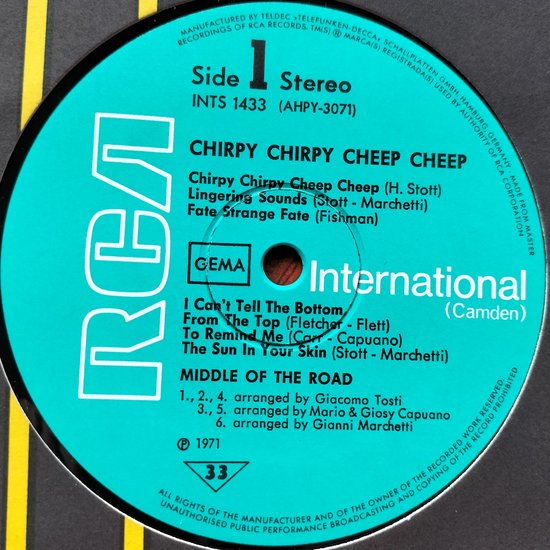 MANUFACTURED BY TELDEC »TELEFUNKEN-DECCA« SCHALLPLATTEN GMBH, HAMBURG, GERMANY · MADE FROM MASTER
RECORDINGS OF RCA RECORDS. TM(S) ® MARCA(S) REGISTRADA(S) USED BY AUTHORITY OF RCA CORPORATION
Side 1 Stereo
INTS 1433 (AHPY-3071)
RCA
CHIRPY CHIRPY CHEEP CHEEP
Chirpy Chirpy Cheep Cheep (H. Stott)
Lingering Sounds (Stott - Marchetti)
Fate Strange Fate (Fishman)
GEMA
International
(Camden)
I Can't Tell The Bottom
From The Top (Fletcher - Flett)
To Remind Me (Carr - Capuano)
The Sun In Your Skin (Stott - Marchetti)
MIDDLE OF THE ROAD
1., 2., 4. arranged by Giacomo Tosti
3., 5. arranged by Mario & Giosy Capuano
6. arranged by Gianni Marchetti
℗ 1971
33
ALL RIGHTS OF THE MANUFACTURER AND OF THE OWNER OF THE RECORDED WORK RESERVED.
UNAUTHORISED PUBLIC PERFORMANCE BROADCASTING AND COPYING OF THE RECORD PROHIBITED